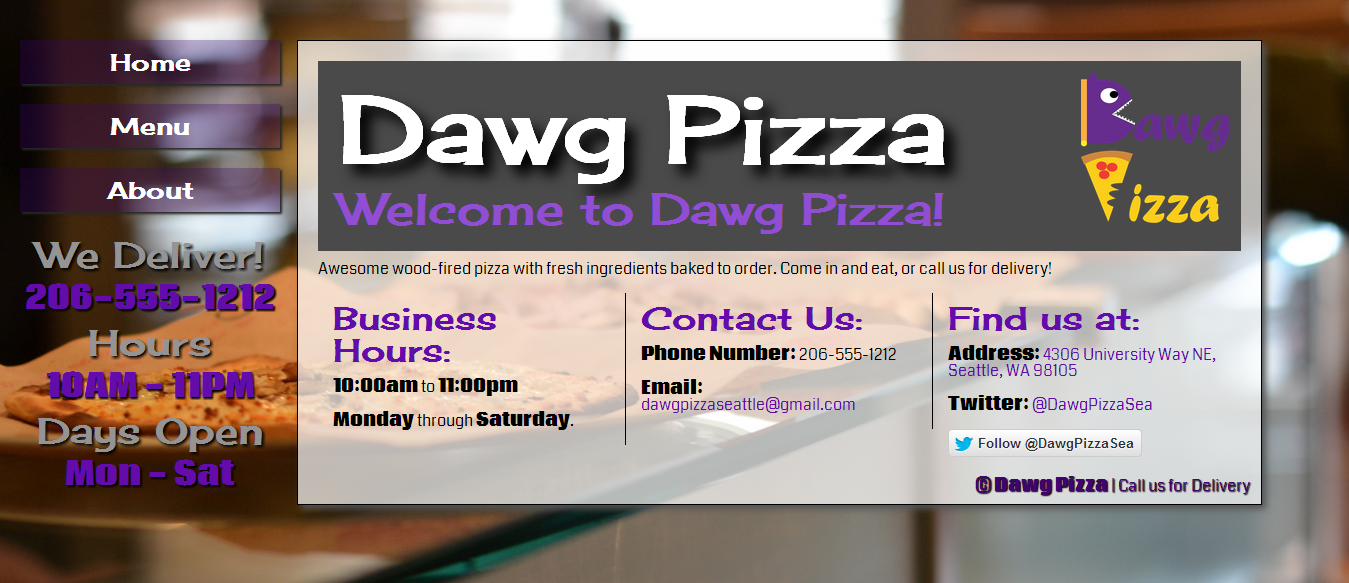 Home
Menu
About
We Deliver!
206-555-1212
Hours
10AM - 11PM
Days Open
Mon - Sat
Dawg Pizza
Welcome to Dawg Pizza!
Dawg
Pizza
Awesome wood-fired pizza with fresh ingredients baked to order. Come in and eat, or call us for delivery!
Business
Hours:
10:00am to 11:00pm
Monday through Saturday.
Contact Us:
Phone Number: 206-555-1212
Email:
dawgpizzaseattle@gmail.com
Find us at:
Address: 4306 University Way NE,
Seattle, WA 98105
Twitter: @DawgPizzaSea
Follow @DawgPizzaSea
© Dawg Pizza | Call us for Delivery